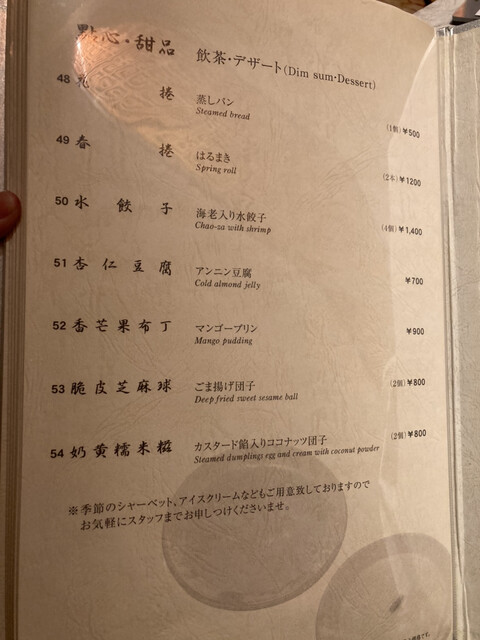 點心・甜品 飲茶・デザート(Dim sum・Dessert)
48 花捲 蒸しパン (1個)¥500
Steamed bread
49 春捲 はるまき (2本)¥1200
Spring roll
50 水餃子 海老入り水餃子 (4個)¥1,400
Chao-za with shrimp
51 杏仁豆腐 アンニン豆腐 ¥700
Cold almond jelly
52 香芒果布丁 マンゴープリン ¥900
Mango pudding
53 脆皮芝麻球 ごま揚げ団子 (2個)¥800
Deep fried sweet sesame ball
54 奶黄糯米糍 カスタード餡入りココナッツ団子 (2個)¥800
Steamed dumplings egg and cream with coconut powder
※季節のシャーベット、アイスクリームなどもご用意致しておりますので
お気軽にスタッフまでお申しつけくださいませ。